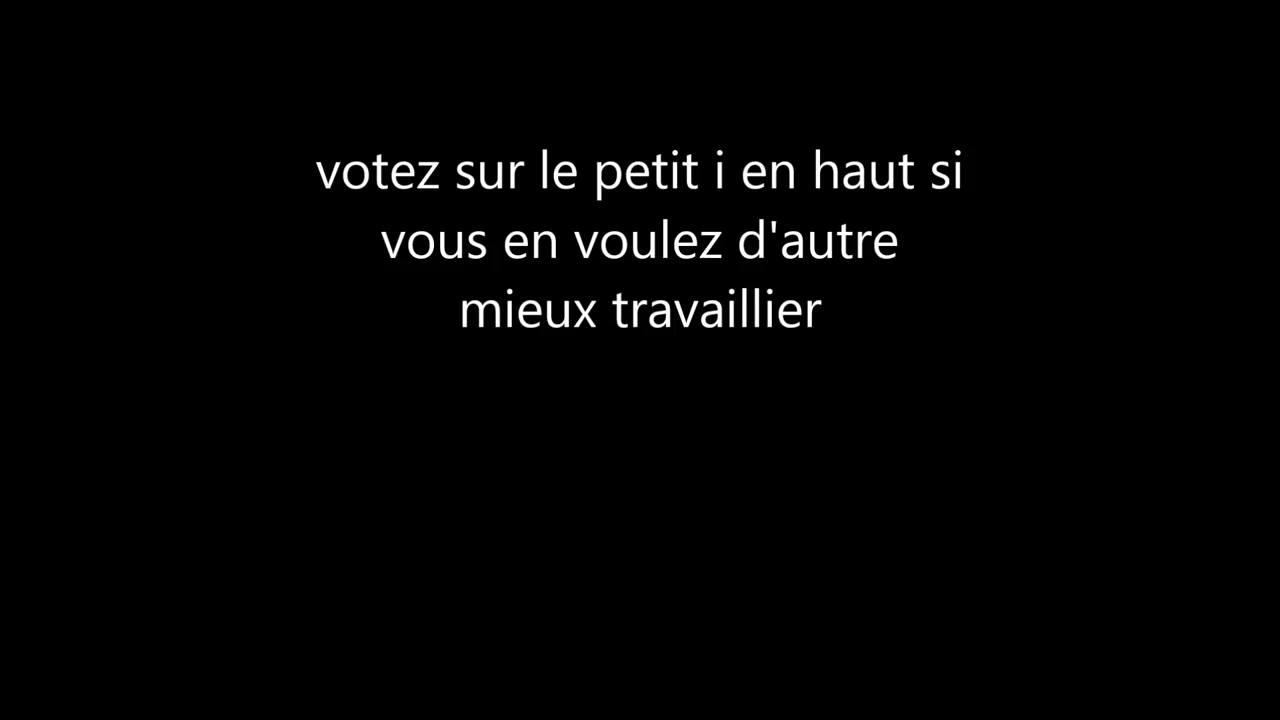 votez sur le petit i en haut si
vous en voulez d'autre
mieux travaillier